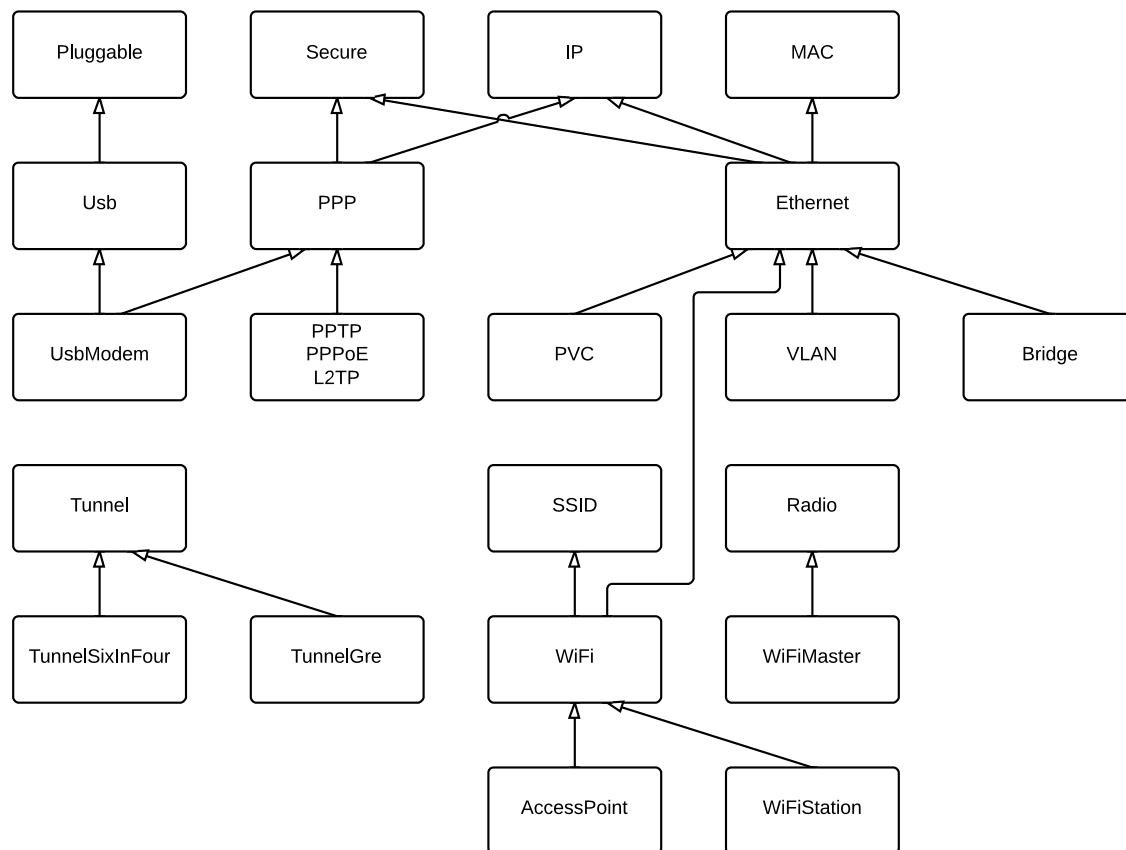 Pluggable
Secure
IP
MAC
Usb
PPP
Ethernet
UsbModem
PPTP
PPPoE
L2TP
PVC
VLAN
Bridge
Tunnel
SSID
Radio
TunnelSixInFour
TunnelGre
WiFi
WiFiMaster
AccessPoint
WiFiStation